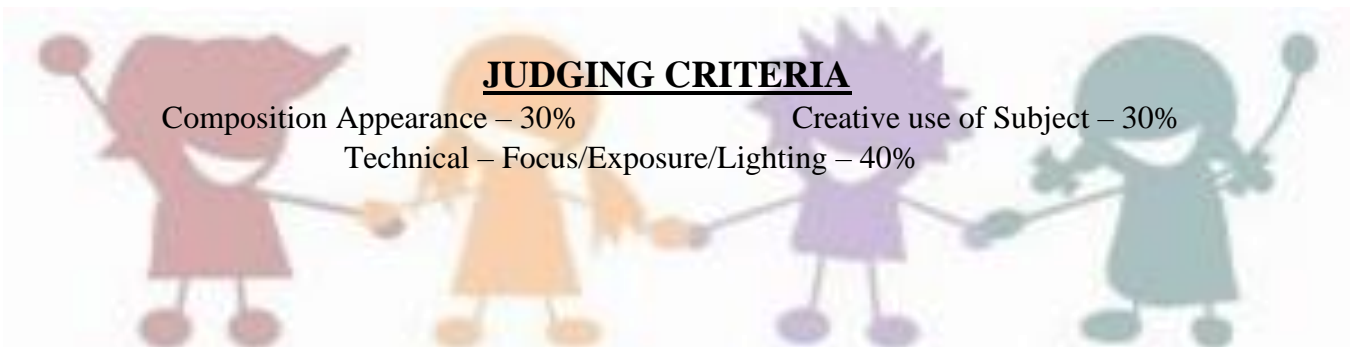 JUDGING CRITERIA
Composition Appearance – 30% Creative use of Subject – 30%
Technical – Focus/Exposure/Lighting – 40%